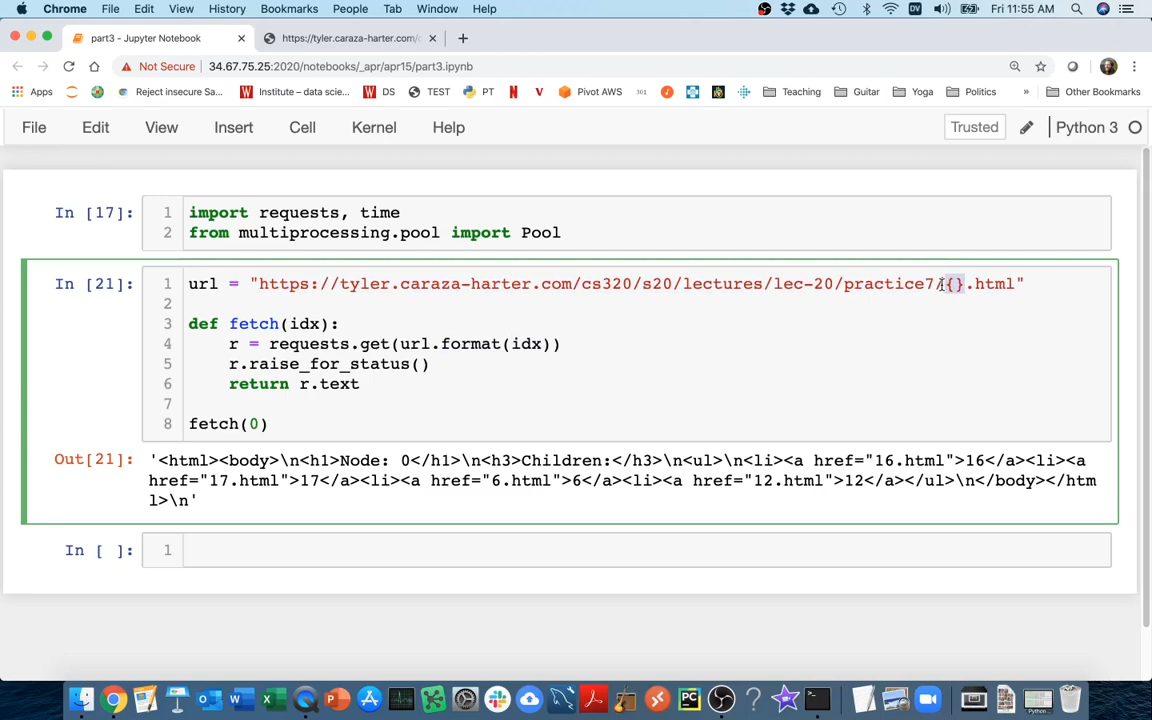 Chrome File Edit View History Bookmarks People Tab Window Help Fri 11:55 AM
part3 - Jupyter Notebook https://tyler.caraza-harter.com/
Not Secure 34.67.75.25:2020/notebooks/_apr/apr15/part3.ipynb
Apps Reject insecure Sa... Institute – data scie... DS TEST PT Pivot AWS 301 Teaching Guitar Yoga Politics » Other Bookmarks
File Edit View Insert Cell Kernel Help Trusted Python 3
In [17]: 1 import requests, time
2 from multiprocessing.pool import Pool
In [21]: 1 url = "https://tyler.caraza-harter.com/cs320/s20/lectures/lec-20/practice7/{}.html"
2
3 def fetch(idx):
4 r = requests.get(url.format(idx))
5 r.raise_for_status()
6 return r.text
7
8 fetch(0)
Out[21]: '<html><body>\n<h1>Node: 0</h1>\n<h3>Children:</h3>\n<ul>\n<li><a href="16.html">16</a><li><a
href="17.html">17</a><li><a href="6.html">6</a><li><a href="12.html">12</a></ul>\n</body></htm
l>\n'
In [ ]: 1